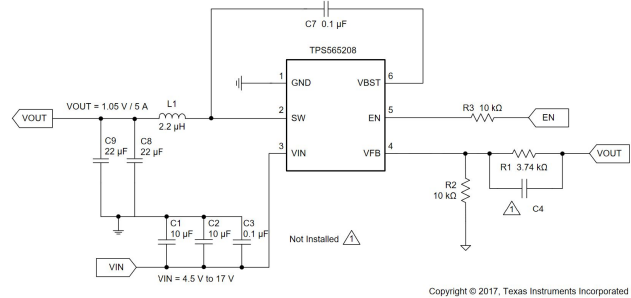 C7 0.1 µF
TPS565208
1 GND
VBST 6
VOUT
VOUT = 1.05 V / 5 A
L1
2.2 µH
2 SW
EN 5
R3 10 kΩ
EN
C9
22 µF
C8
22 µF
3 VIN
VFB 4
VOUT
R1 3.74 kΩ
R2
10 kΩ
1
C4
C1
10 µF
C2
10 µF
C3
0.1 µF
Not Installed 1
VIN
VIN = 4.5 V to 17 V
Copyright © 2017, Texas Instruments Incorporated